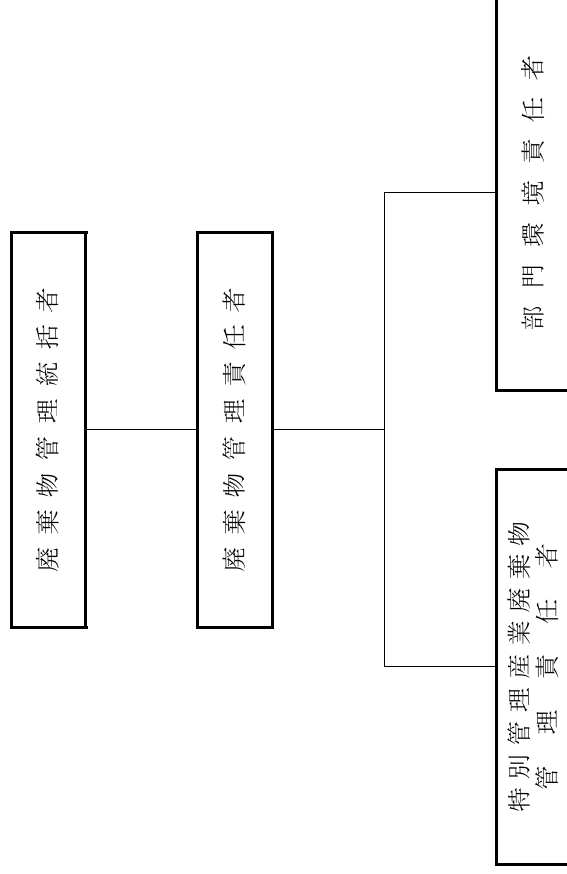 廃棄物管理統括者
廃棄物管理責任者
特別管理産業廃棄物
管理責任者
部門環境責任者